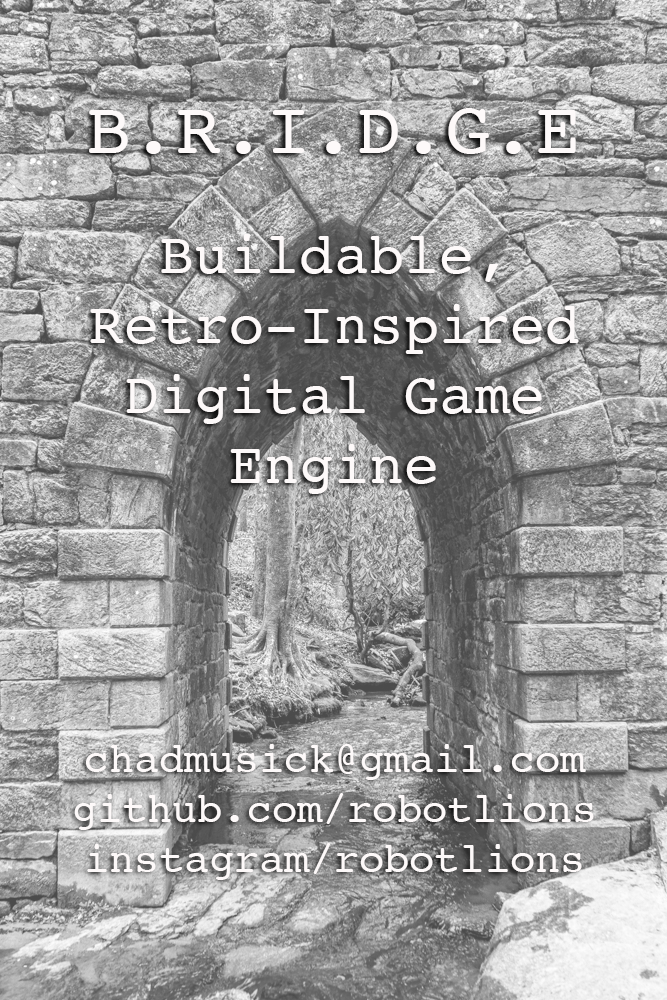 B.R.I.D.G.E
Buildable,
Retro-Inspired
Digital Game
Engine
chadmusick@gmail.com
github.com/robotlions
instagram/robotlions